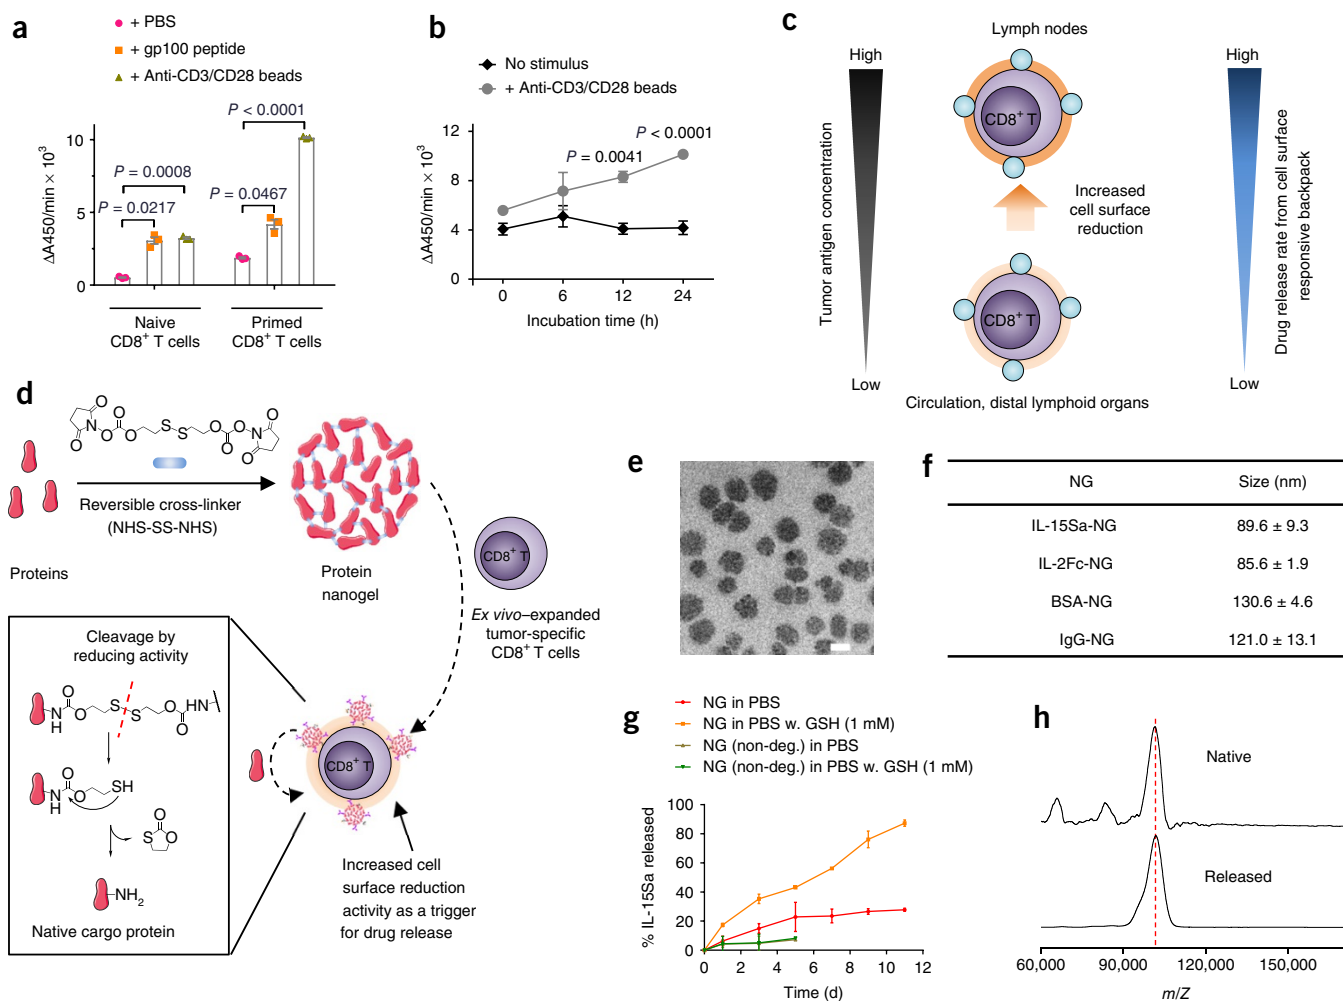 a
+ PBS
+ gp100 peptide
+ Anti-CD3/CD28 beads
P < 0.0001
P = 0.0008
P = 0.0217
P = 0.0467
10
5
0
ΔA450/min × 10³
Naive
CD8⁺ T cells
Primed
CD8⁺ T cells
b
No stimulus
+ Anti-CD3/CD28 beads
P < 0.0001
P = 0.0041
12
8
4
0
ΔA450/min × 10³
0 6 12 24
Incubation time (h)
c
Lymph nodes
High
High
CD8⁺ T
Tumor antigen concentration
Increased
cell surface
reduction
Drug release rate from cell surface
responsive backpack
CD8⁺ T
Low
Low
Circulation, distal lymphoid organs
d
Reversible cross-linker
(NHS-SS-NHS)
Proteins
Protein
nanogel
CD8⁺ T
Ex vivo–expanded
tumor-specific
CD8⁺ T cells
Cleavage by
reducing activity
Native cargo protein
CD8⁺ T
Increased cell
surface reduction
activity as a trigger
for drug release
e
f
NG Size (nm)
IL-15Sa-NG 89.6 ± 9.3
IL-2Fc-NG 85.6 ± 1.9
BSA-NG 130.6 ± 4.6
IgG-NG 121.0 ± 13.1
g
NG in PBS
NG in PBS w. GSH (1 mM)
NG (non-deg.) in PBS
NG (non-deg.) in PBS w. GSH (1 mM)
100
80
60
40
20
0
% IL-15Sa released
0 2 4 6 8 10 12
Time (d)
h
Native
Released
60,000 90,000 120,000 150,000
m/Z